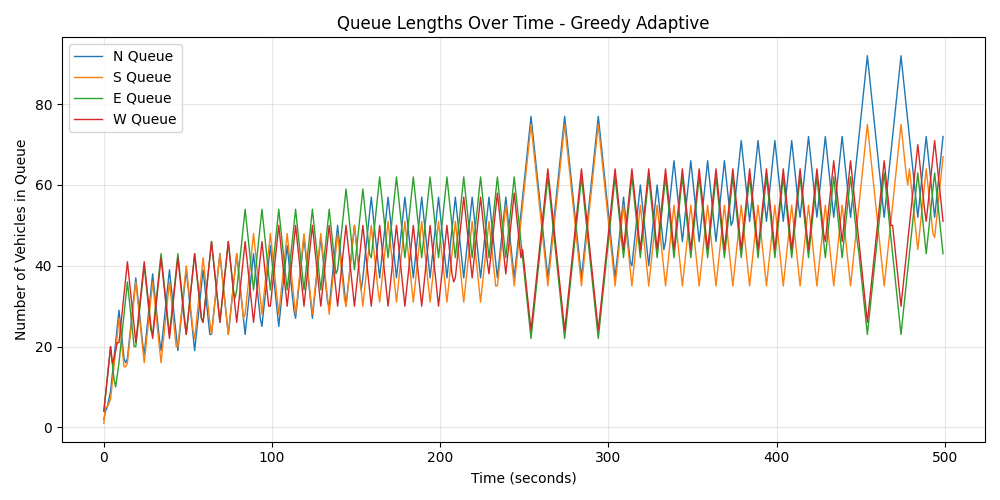 Queue Lengths Over Time - Greedy Adaptive
N Queue
S Queue
E Queue
W Queue
Number of Vehicles in Queue
80
60
40
20
0
0 100 200 300 400 500
Time (seconds)